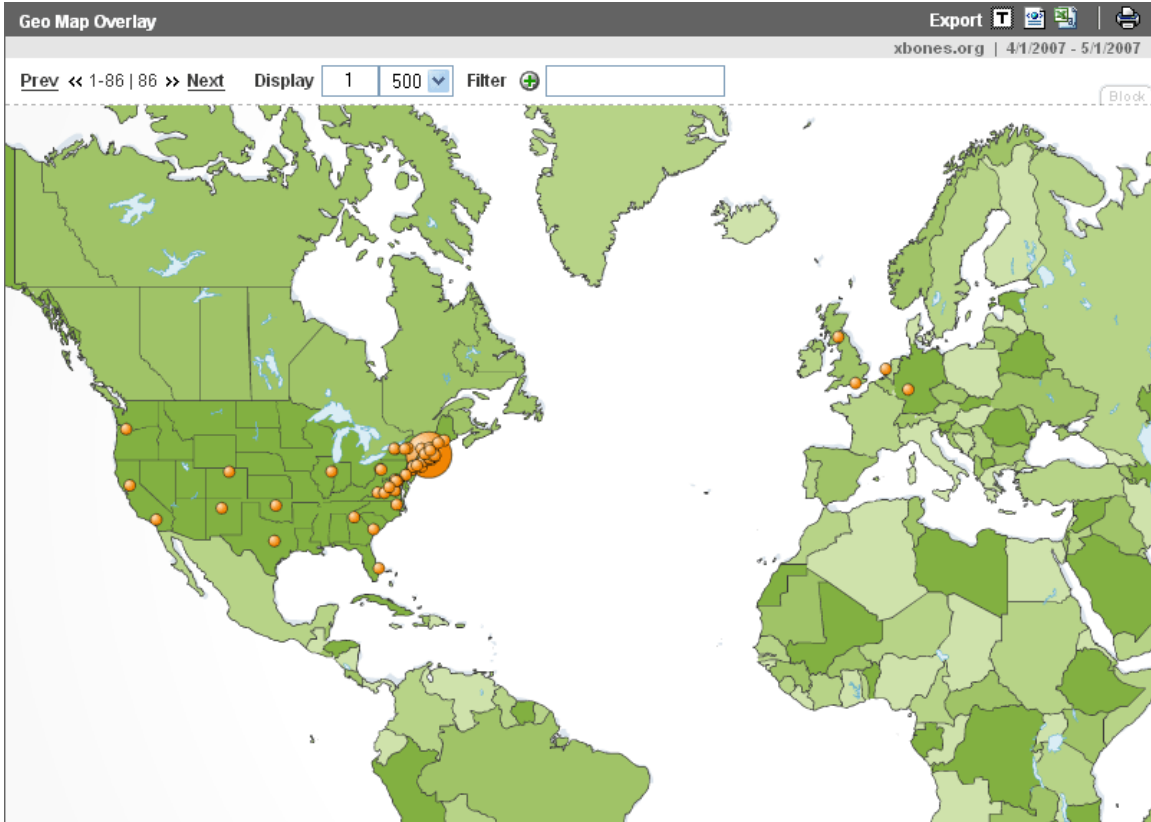 Geo Map Overlay Export T
xbones.org | 4/1/2007 - 5/1/2007
Prev « 1-86 | 86 » Next Display 1 500 Filter
Block